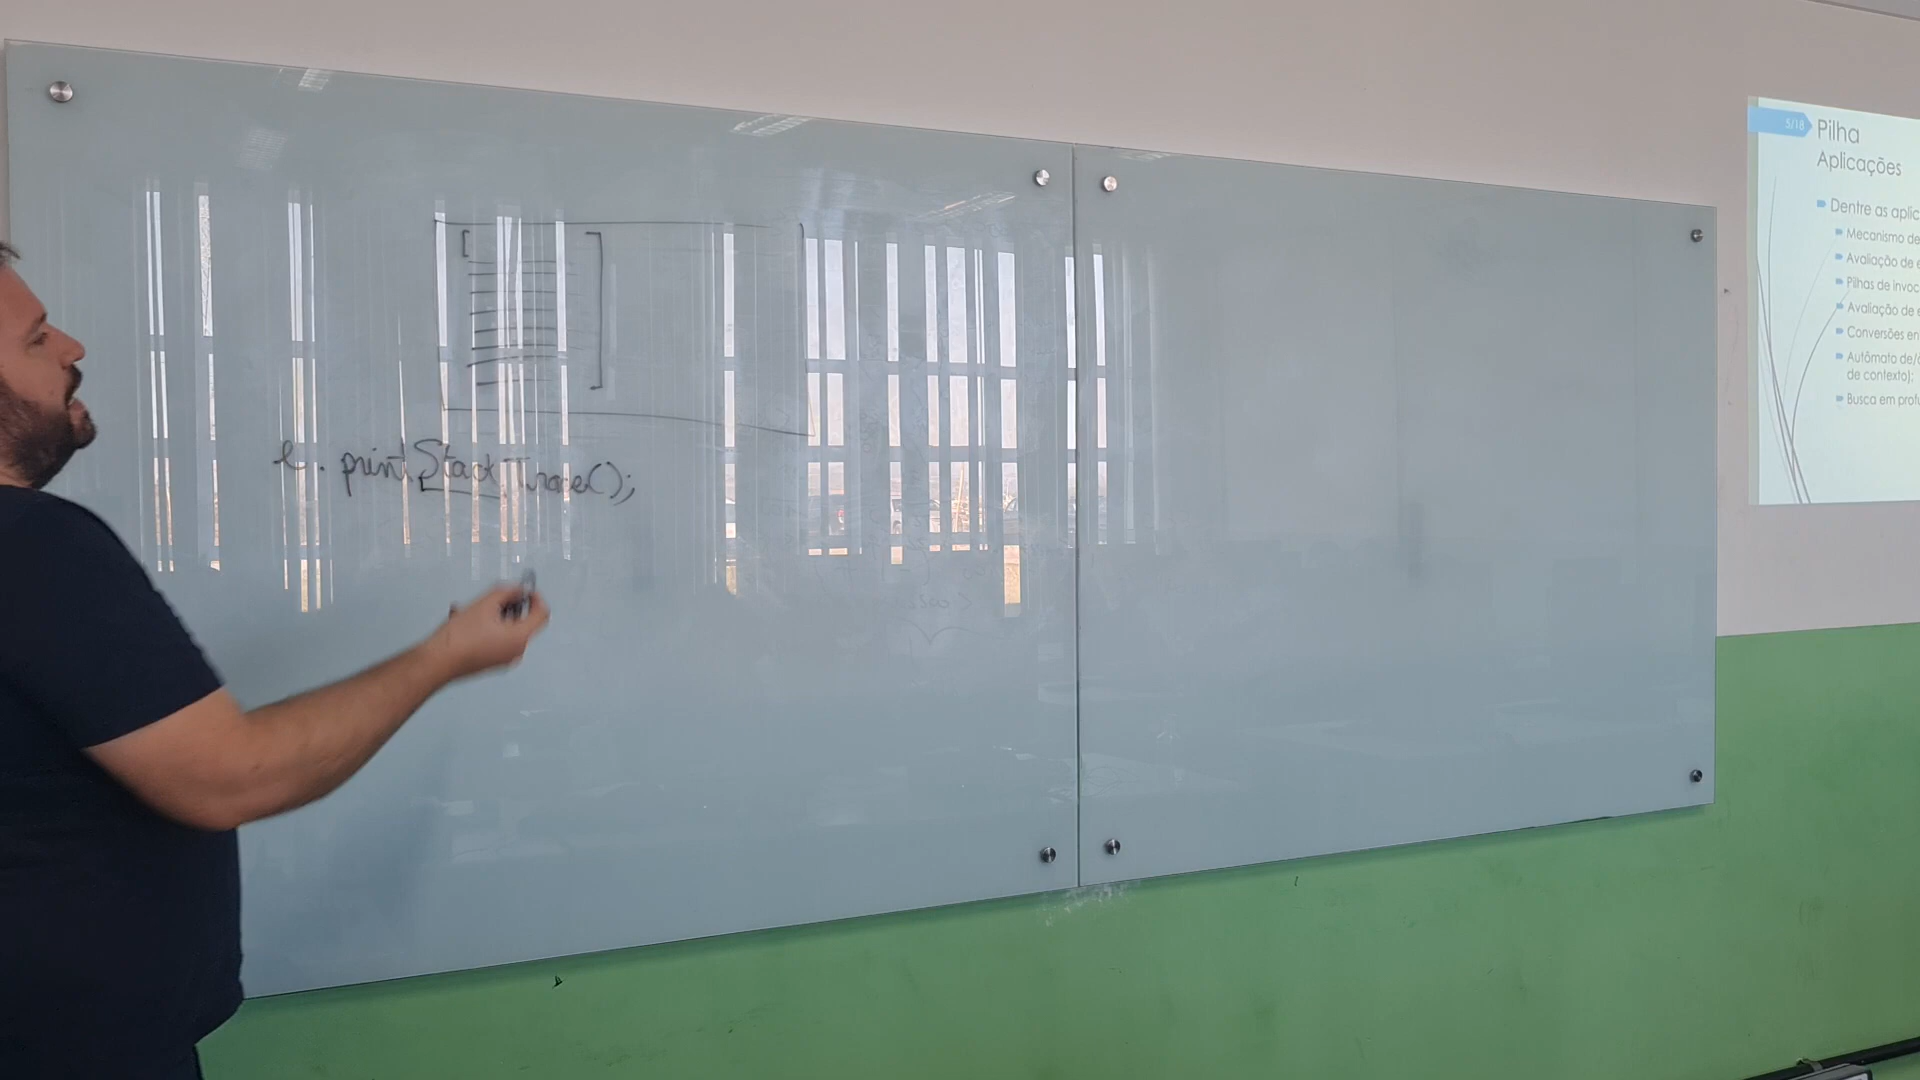 e.printStackTrace();
5/18
Pilha
Aplicações
Dentre as aplic
Mecanismo de
Avaliação de e
Pilhas de invoc
Avaliação de e
Conversões en
Autômato de/
de contexto);
Busca em profu